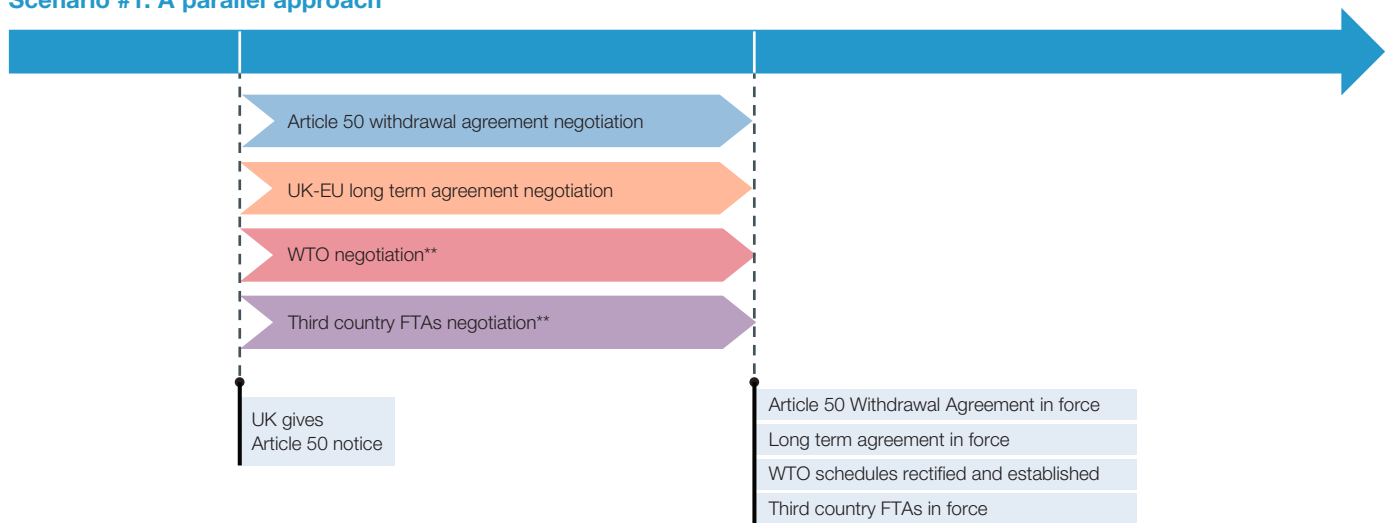 Scenario #1: A parallel approach
Article 50 withdrawal agreement negotiation
UK-EU long term agreement negotiation
WTO negotiation**
Third country FTAs negotiation**
UK gives
Article 50 notice
Article 50 Withdrawal Agreement in force
Long term agreement in force
WTO schedules rectified and established
Third country FTAs in force